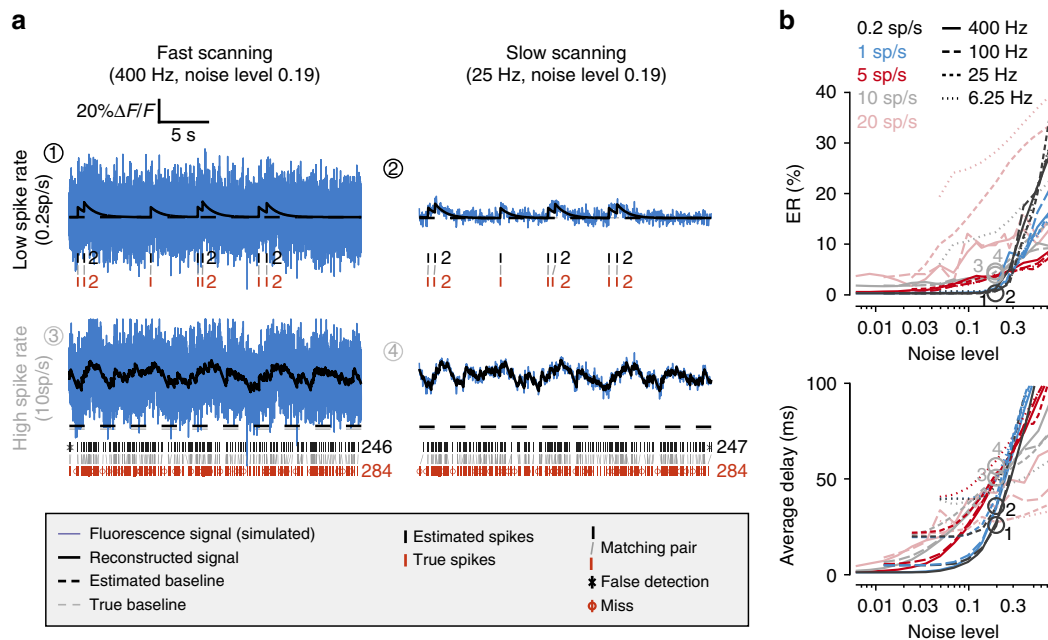 a
Fast scanning
(400 Hz, noise level 0.19)
Slow scanning
(25 Hz, noise level 0.19)
20%ΔF/F
5 s
Low spike rate
(0.2sp/s)
1
2
2 2 2
2 2 2
2 2 2
2 2 2
High spike rate
(10sp/s)
3
4
246
284
247
284
Fluorescence signal (simulated)
Reconstructed signal
Estimated baseline
True baseline
Estimated spikes
True spikes
Matching pair
False detection
Miss
b
0.2 sp/s
1 sp/s
5 sp/s
10 sp/s
20 sp/s
400 Hz
100 Hz
25 Hz
6.25 Hz
ER (%)
40
30
20
10
0
3
4
1
2
0.01 0.03 0.1 0.3
Noise level
Average delay (ms)
100
50
0
4
3
2
1
0.01 0.03 0.1 0.3
Noise level